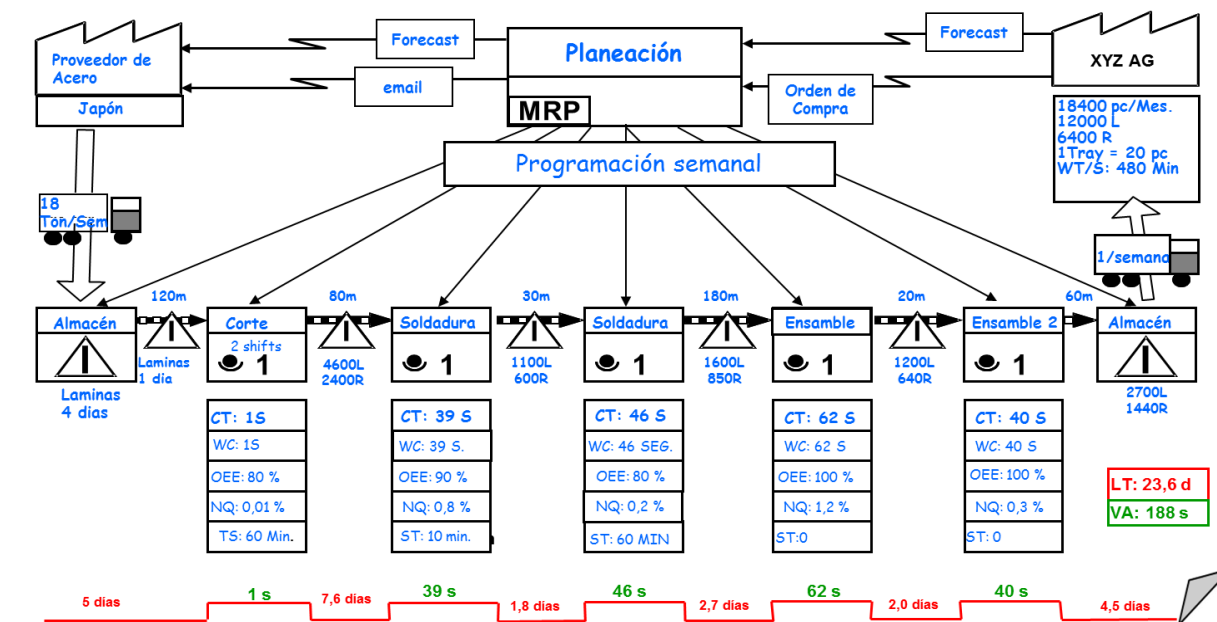 Proveedor de
Acero
Japón
Forecast
email
Planeación
MRP
Forecast
Orden de
Compra
XYZ AG
18400 pc/Mes.
12000 L
6400 R
1Tray = 20 pc
WT/S: 480 Min
Programación semanal
18
Ton/Sem
1/semana
120m
80m
30m
180m
20m
60m
Almacén
Corte
Soldadura
Soldadura
Ensamble
Ensamble 2
Almacén
2 shifts
1
1
1
1
1
Laminas
1 dia
4600L
2400R
1100L
600R
1600L
850R
1200L
640R
Laminas
4 dias
2700L
1440R
CT: 1S
WC: 1S
OEE: 80 %
NQ: 0,01 %
TS: 60 Min.
CT: 39 S
WC: 39 S.
OEE: 90 %
NQ: 0,8 %
ST: 10 min.
CT: 46 S
WC: 46 SEG.
OEE: 80 %
NQ: 0,2 %
ST: 60 MIN
CT: 62 S
WC: 62 S
OEE: 100 %
NQ: 1,2 %
ST:0
CT: 40 S
WC: 40 S
OEE: 100 %
NQ: 0,3 %
ST: 0
LT: 23,6 d
VA: 188 s
5 días
1 s
7,6 días
39 s
1,8 días
46 s
2,7 días
62 s
2,0 días
40 s
4,5 días